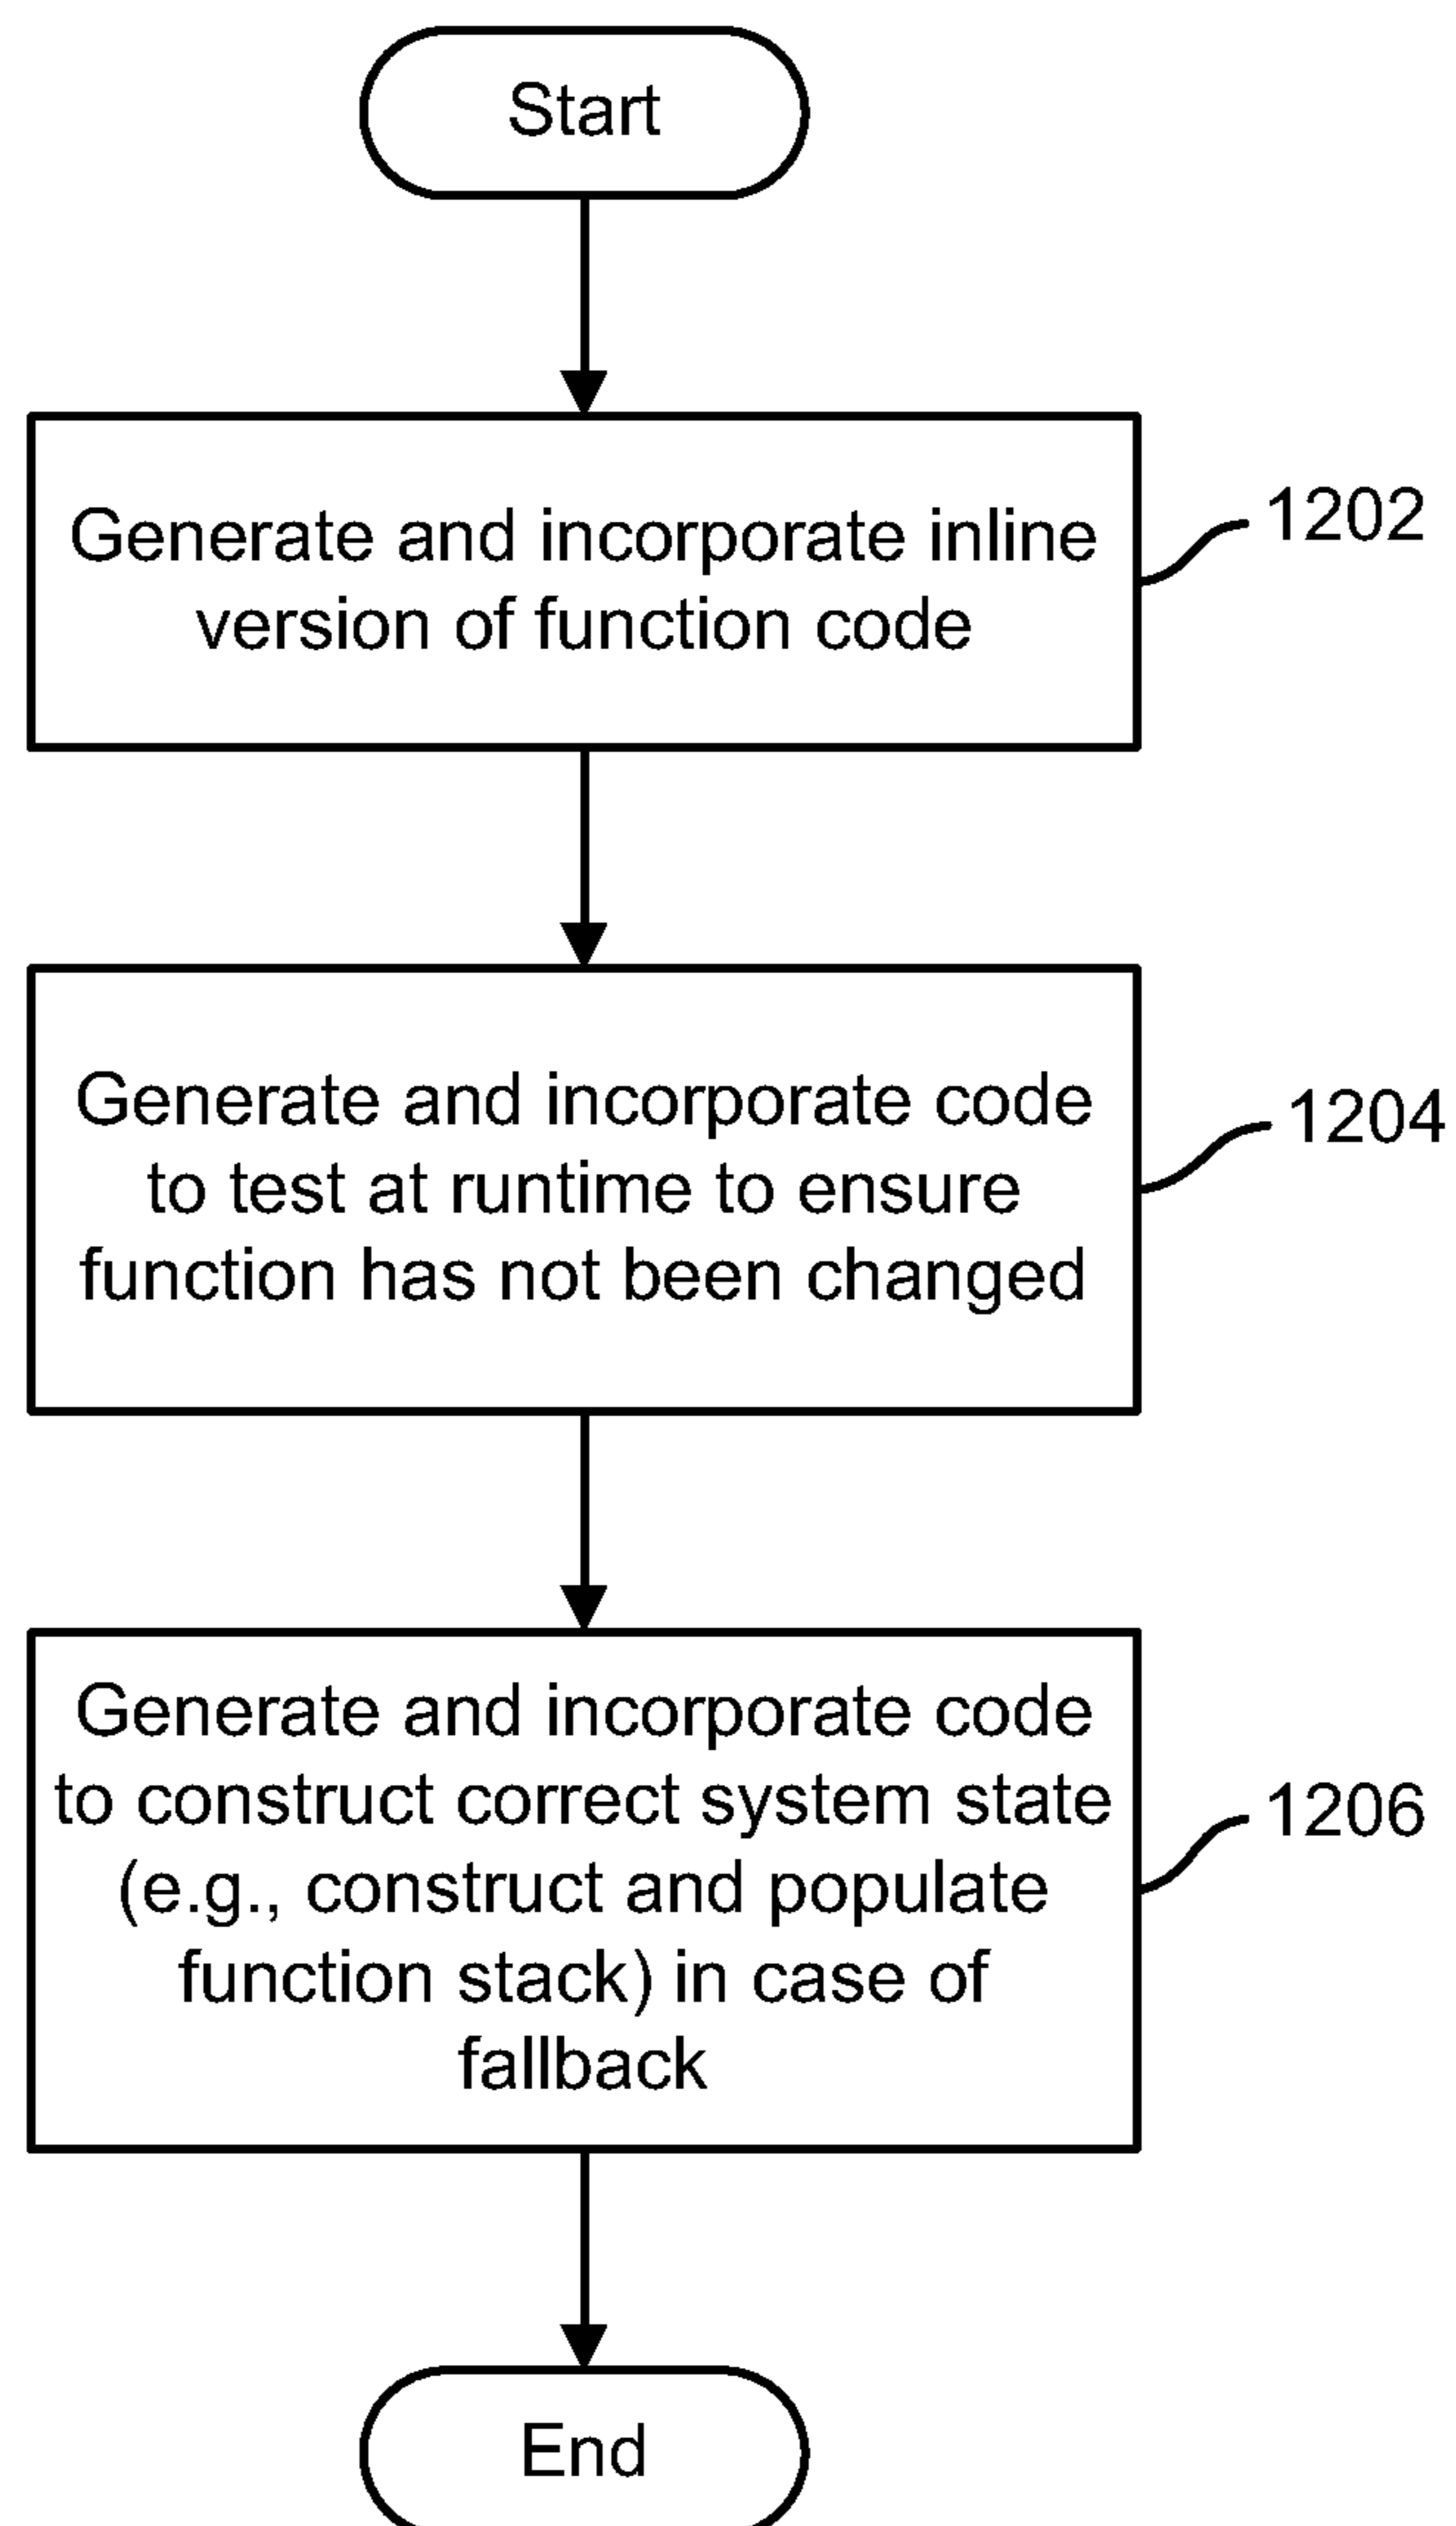 Start
Generate and incorporate inline
version of function code
1202
Generate and incorporate code
to test at runtime to ensure
function has not been changed
1204
Generate and incorporate code
to construct correct system state
(e.g., construct and populate
function stack) in case of
fallback
1206
End